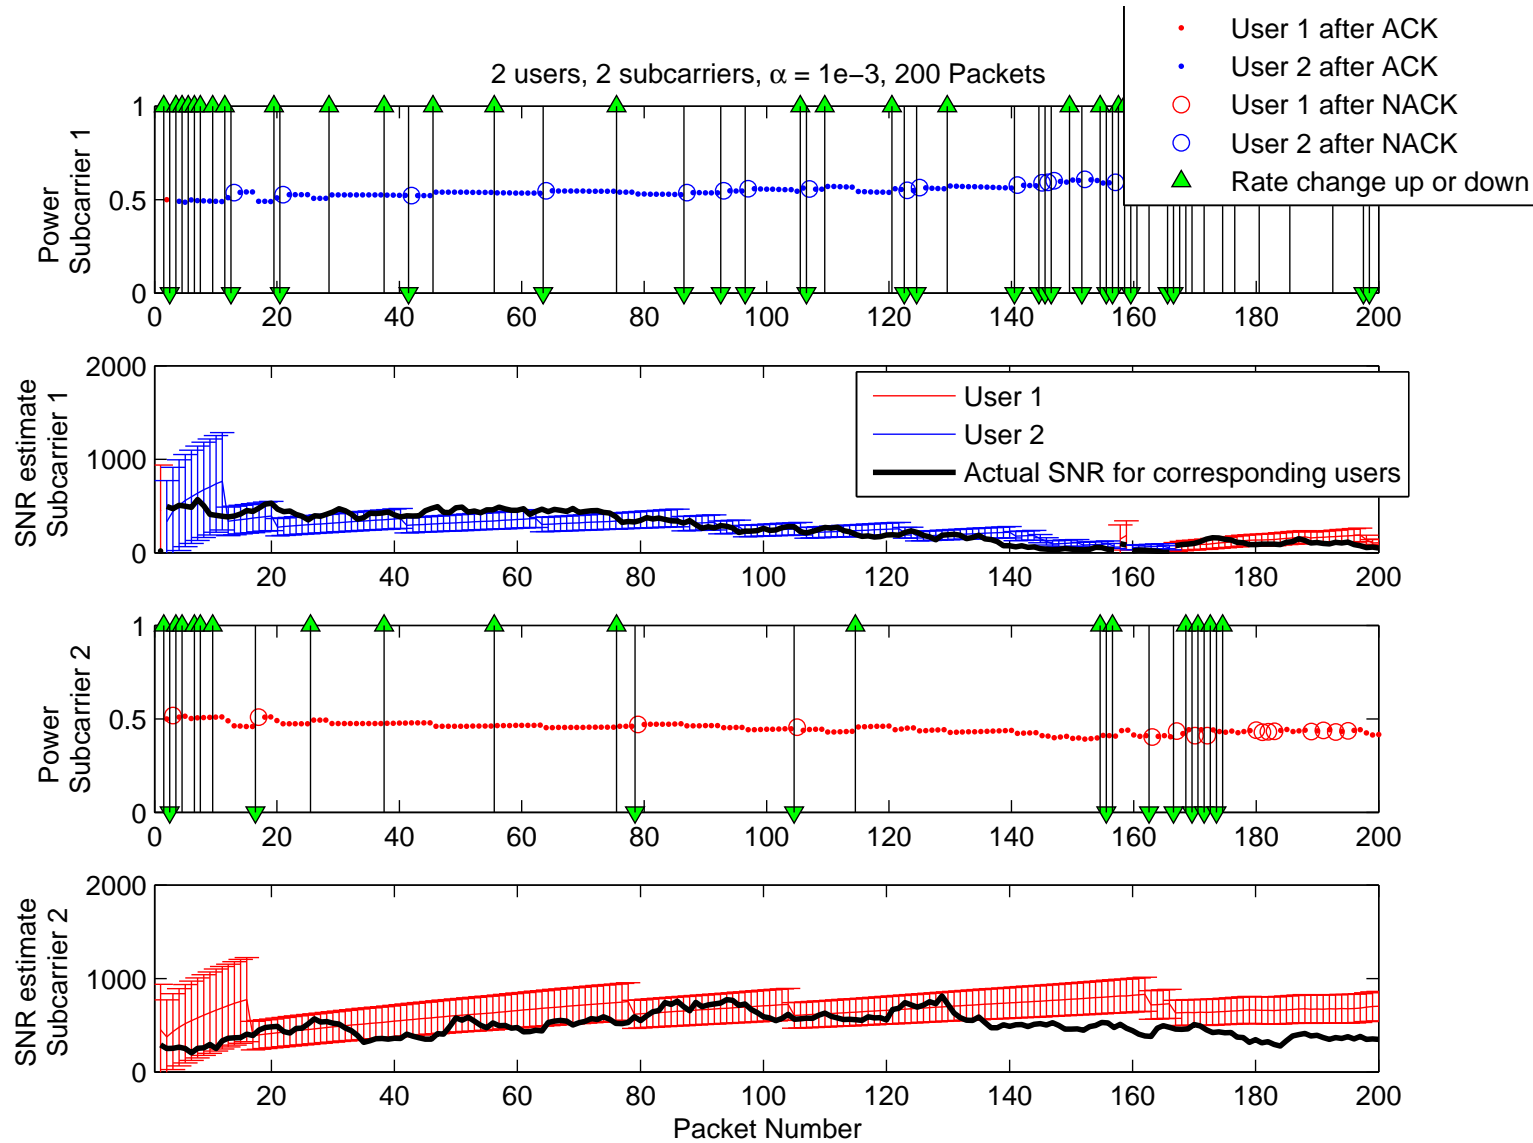 User 1 after ACK
User 2 after ACK
User 1 after NACK
User 2 after NACK
Rate change up or down
2 users, 2 subcarriers, α = 1e−3, 200 Packets
Power
Subcarrier 1
1
0.5
0
0 20 40 60 80 100 120 140 160 180 200
SNR estimate
Subcarrier 1
2000
1000
0
User 1
User 2
Actual SNR for corresponding users
20 40 60 80 100 120 140 160 180 200
Power
Subcarrier 2
1
0.5
0
0 20 40 60 80 100 120 140 160 180 200
SNR estimate
Subcarrier 2
2000
1000
0
20 40 60 80 100 120 140 160 180 200
Packet Number